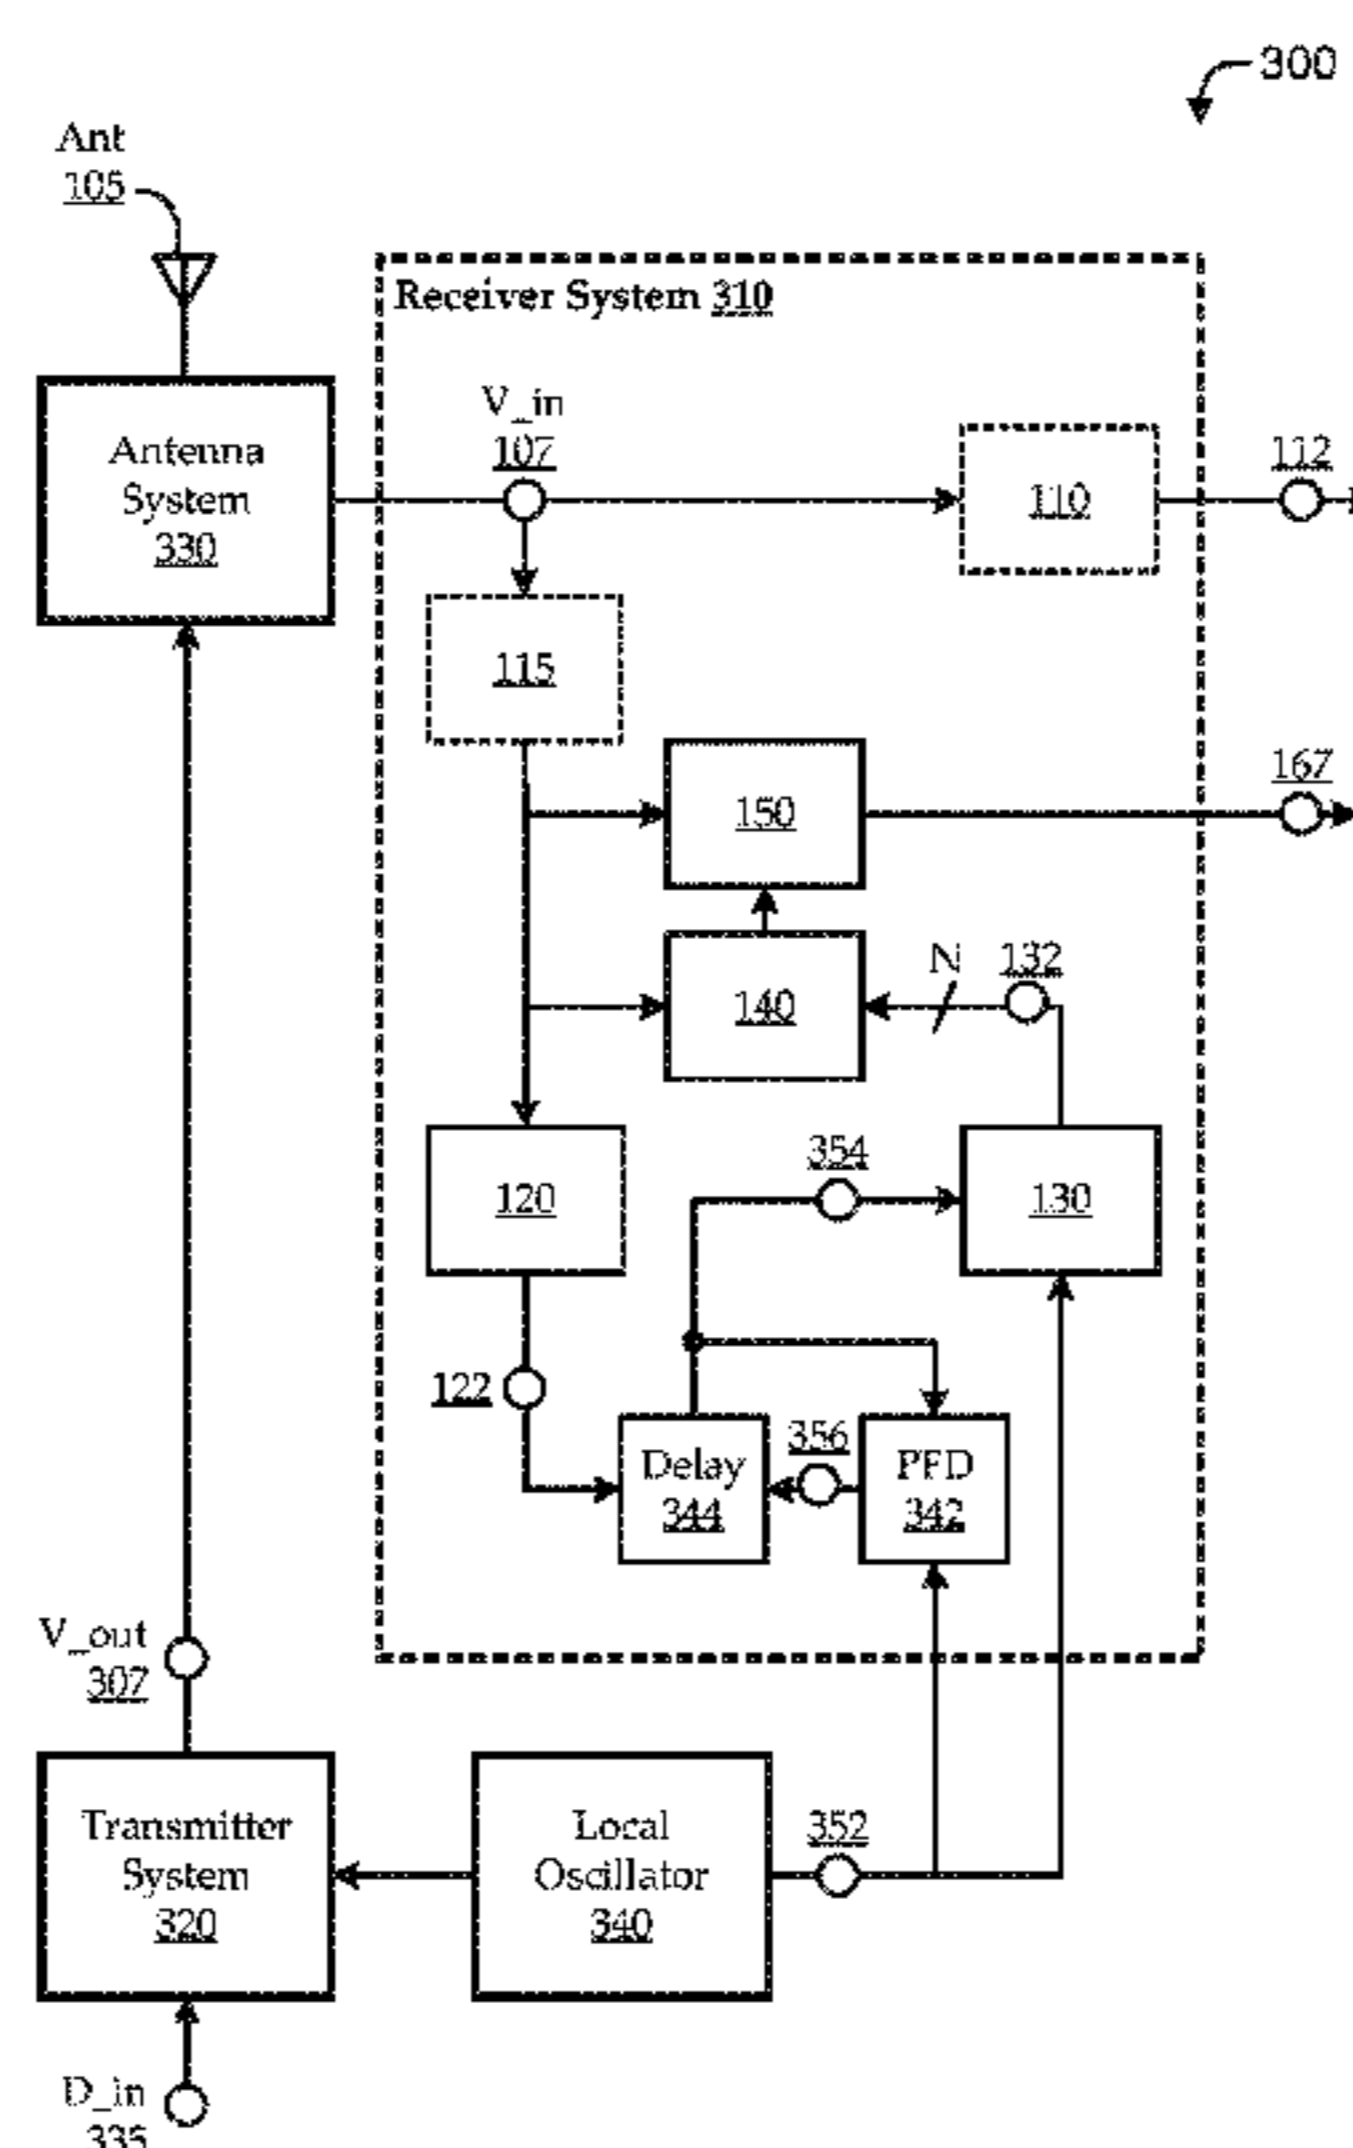 300
Ant
105
Receiver System 310
V_in
107
Antenna
System
330
110
112
115
150
167
140
N
132
120
354
130
122
Delay
344
356
PFD
342
V_out
307
Transmitter
System
320
Local
Oscillator
340
352
D_in
335